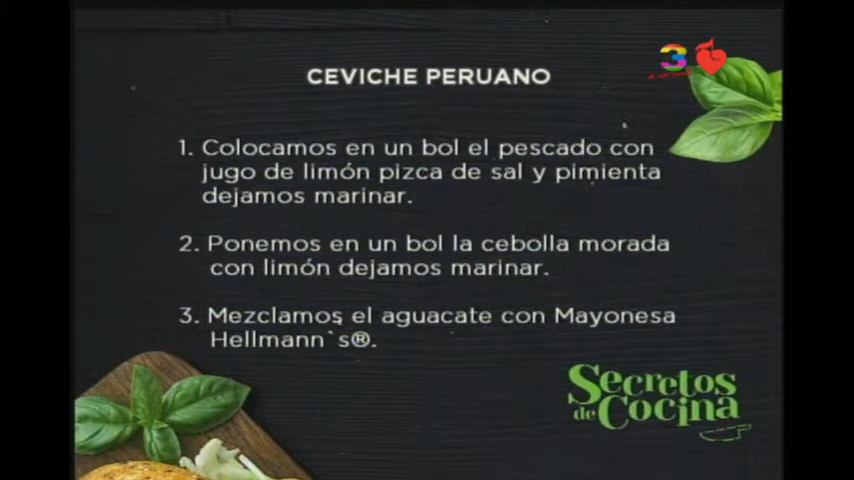 3
CEVICHE PERUANO
1. Colocamos en un bol el pescado con
jugo de limón pizca de sal y pimienta
dejamos marinar.
2. Ponemos en un bol la cebolla morada
con limón dejamos marinar.
3. Mezclamos el aguacate con Mayonesa
Hellmann`s®.
Secretos
de Cocina